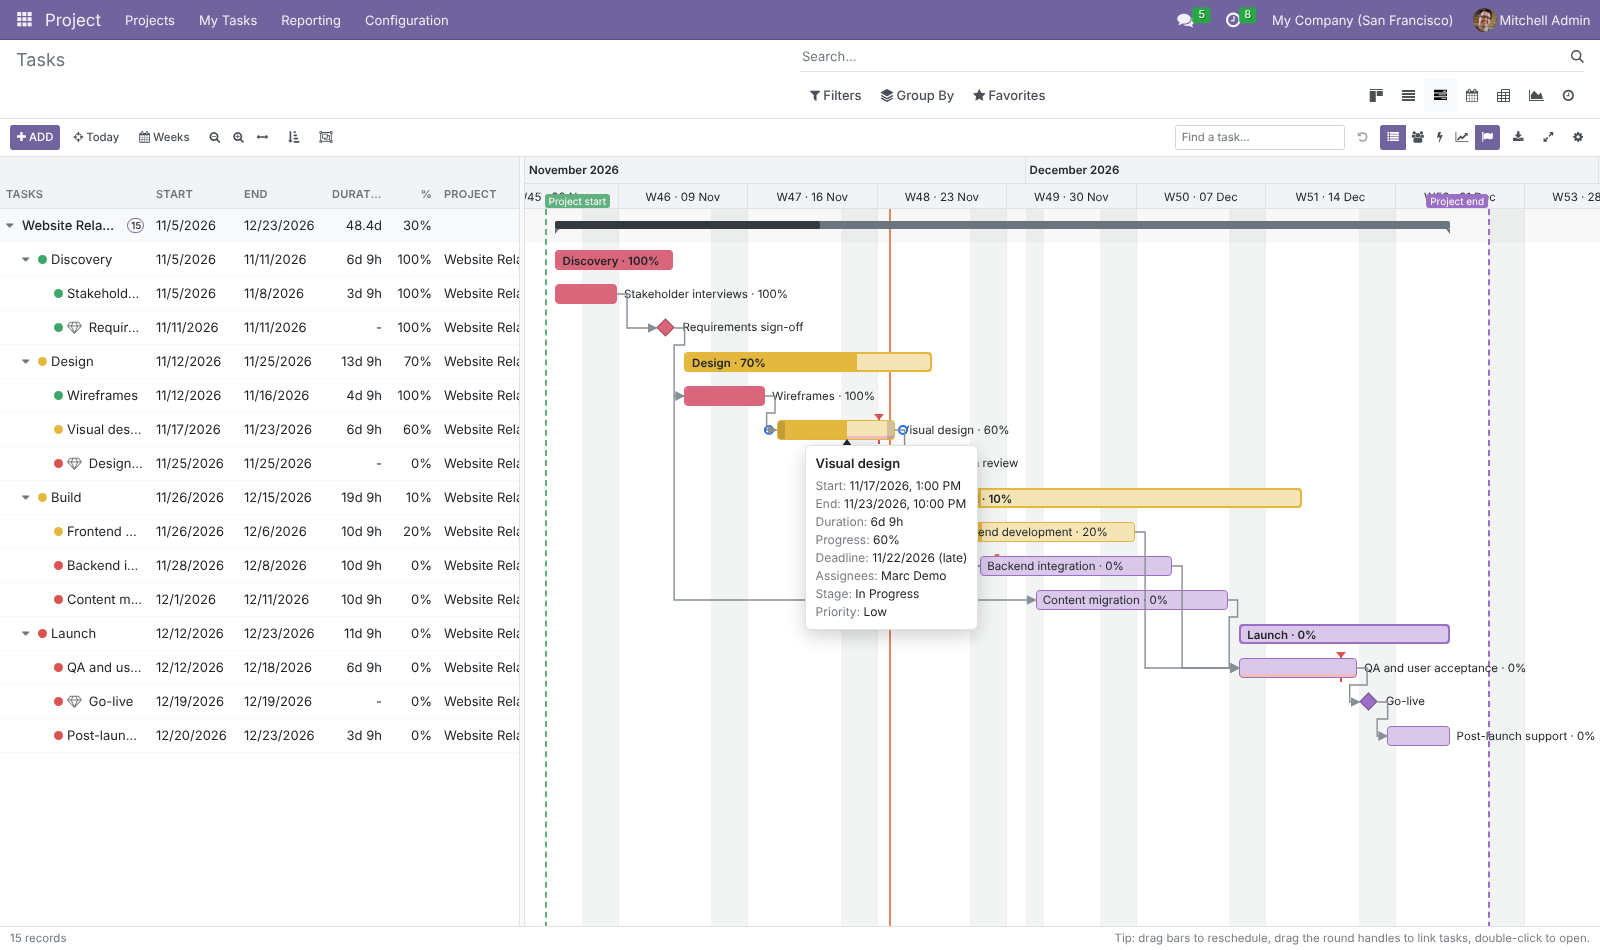 Project Projects My Tasks Reporting Configuration 5 8 My Company (San Francisco) Mitchell Admin
Tasks
Search...
Filters Group By Favorites
ADD Today Weeks Find a task...
TASKS START END DURAT... % PROJECT
November 2026 December 2026
W46 · 09 Nov W47 · 16 Nov W48 · 23 Nov W49 · 30 Nov W50 · 07 Dec W51 · 14 Dec W53 · 28
Project start Project end
Website Rela... 15 11/5/2026 12/23/2026 48.4d 30%
Discovery 11/5/2026 11/11/2026 6d 9h 100% Website Rela
Discovery · 100%
Stakehold... 11/5/2026 11/8/2026 3d 9h 100% Website Rela
Stakeholder interviews · 100%
Requir... 11/11/2026 11/11/2026 - 100% Website Rela
Requirements sign-off
Design 11/12/2026 11/25/2026 13d 9h 70% Website Rela
Design · 70%
Wireframes 11/12/2026 11/16/2026 4d 9h 100% Website Rela
Wireframes · 100%
Visual des... 11/17/2026 11/23/2026 6d 9h 60% Website Rela
Visual design · 60%
Design... 11/25/2026 11/25/2026 - 0% Website Rela
review
Build 11/26/2026 12/15/2026 19d 9h 10% Website Rela
· 10%
Frontend ... 11/26/2026 12/6/2026 10d 9h 20% Website Rela
end development · 20%
Backend i... 11/28/2026 12/8/2026 10d 9h 0% Website Rela
Backend integration · 0%
Content m... 12/1/2026 12/11/2026 10d 9h 0% Website Rela
Content migration · 0%
Launch 12/12/2026 12/23/2026 11d 9h 0% Website Rela
Launch · 0%
QA and us... 12/12/2026 12/18/2026 6d 9h 0% Website Rela
QA and user acceptance · 0%
Go-live 12/19/2026 12/19/2026 - 0% Website Rela
Go-live
Post-laun... 12/20/2026 12/23/2026 3d 9h 0% Website Rela
Post-launch support · 0%
Visual design
Start: 11/17/2026, 1:00 PM
End: 11/23/2026, 10:00 PM
Duration: 6d 9h
Progress: 60%
Deadline: 11/22/2026 (late)
Assignees: Marc Demo
Stage: In Progress
Priority: Low
15 records
Tip: drag bars to reschedule, drag the round handles to link tasks, double-click to open.